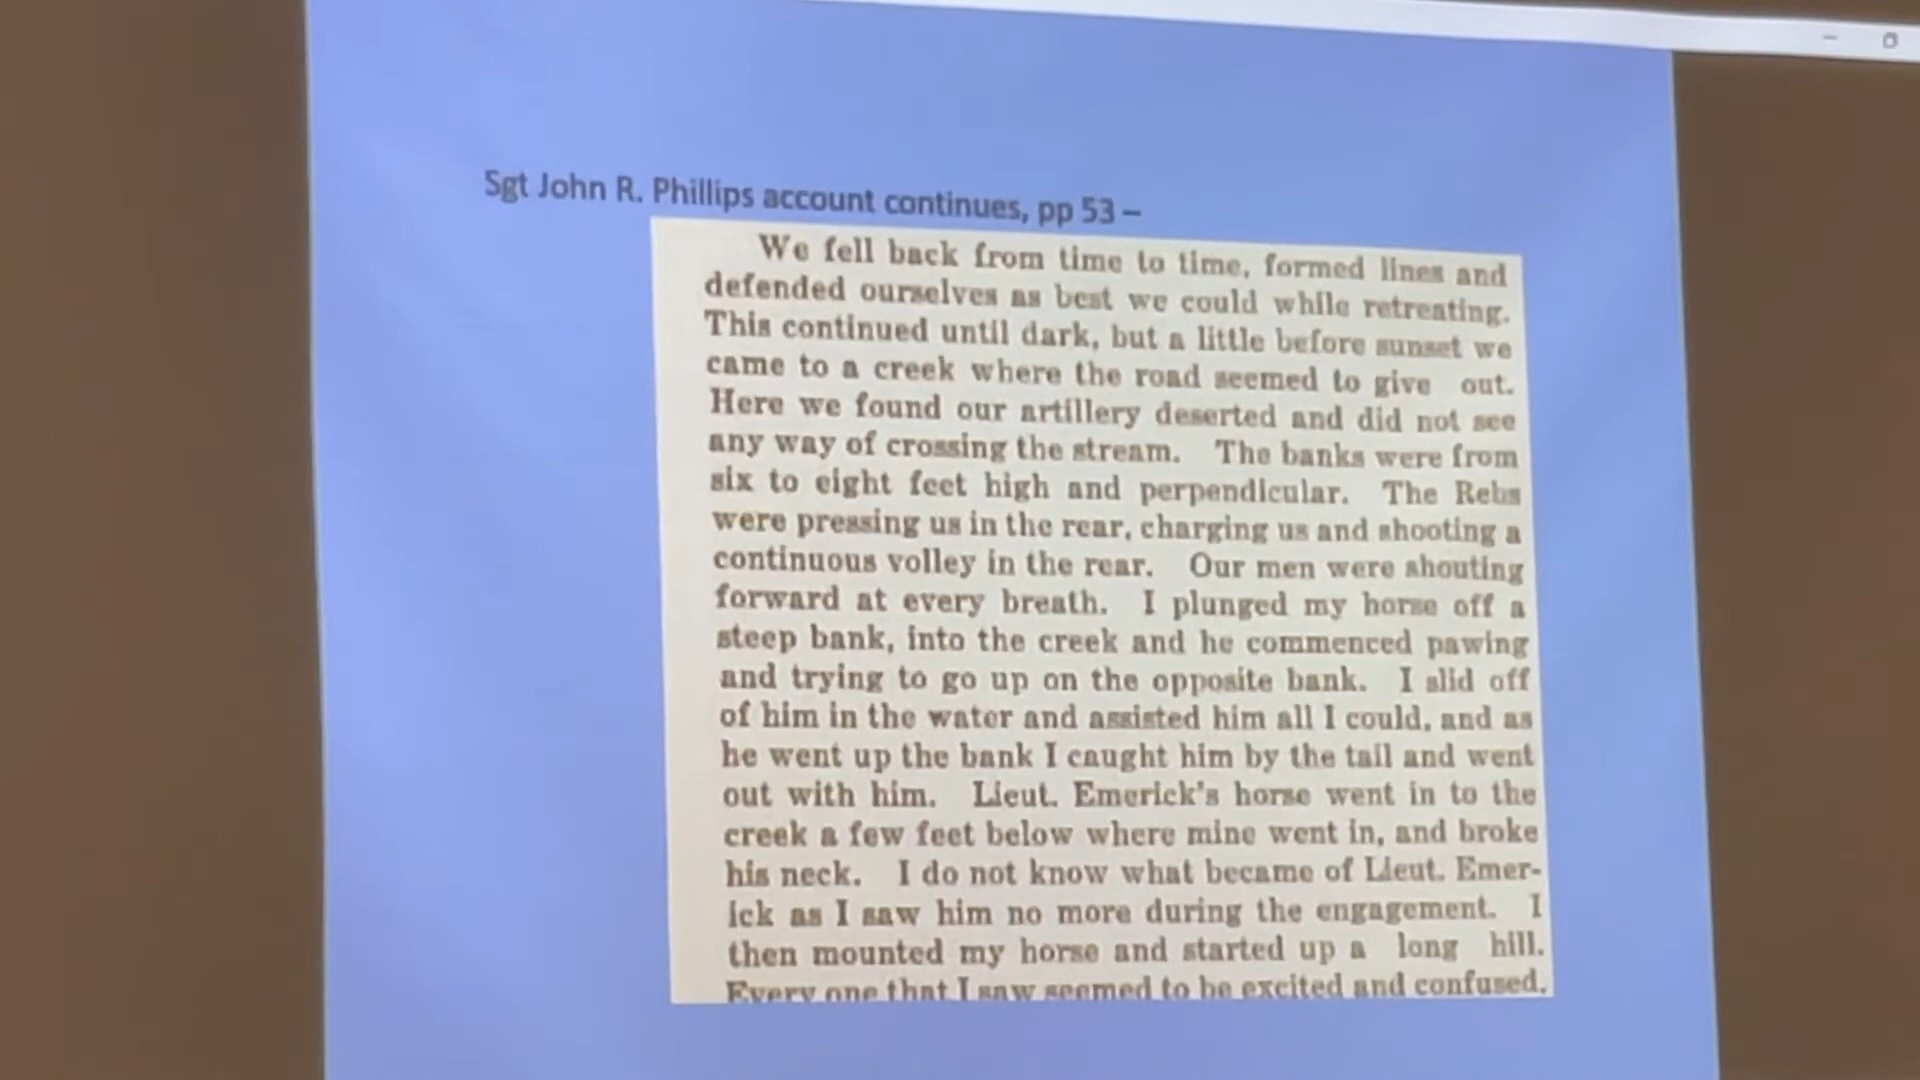 Sgt John R. Phillips account continues, pp 53 –
We fell back from time to time, formed lines and
defended ourselves as best we could while retreating.
This continued until dark, but a little before sunset we
came to a creek where the road seemed to give out.
Here we found our artillery deserted and did not see
any way of crossing the stream. The banks were from
six to eight feet high and perpendicular. The Rebs
were pressing us in the rear, charging us and shooting a
continuous volley in the rear. Our men were shouting
forward at every breath. I plunged my horse off a
steep bank, into the creek and he commenced pawing
and trying to go up on the opposite bank. I slid off
of him in the water and assisted him all I could, and as
he went up the bank I caught him by the tail and went
out with him. Lieut. Emerick's horse went in to the
creek a few feet below where mine went in, and broke
his neck. I do not know what became of Lieut. Emer-
ick as I saw him no more during the engagement. I
then mounted my horse and started up a long hill.
Every one that I saw seemed to be excited and confused.